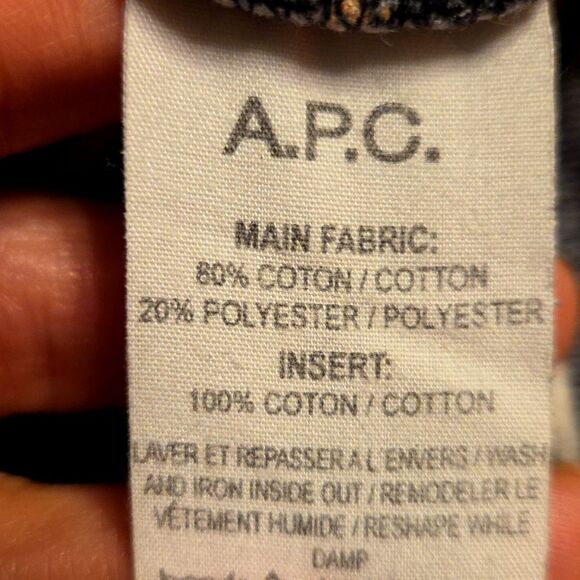 A.P.C.
MAIN FABRIC:
80% COTON / COTTON
20% POLYESTER / POLYESTER
INSERT:
100% COTON / COTTON
LAVER ET REPASSER A L'ENVERS / WASH
AND IRON INSIDE OUT / REMODELER LE
VÊTEMENT HUMIDE / RESHAPE WHILE
DAMP